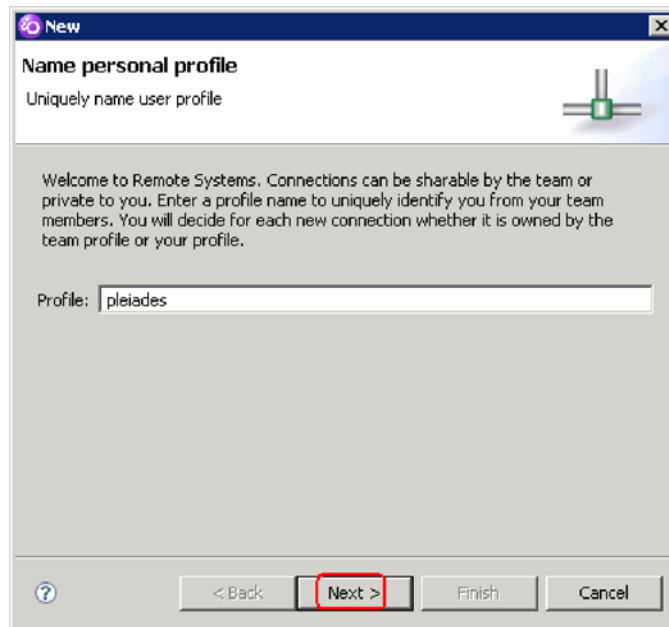 New
Name personal profile
Uniquely name user profile
Welcome to Remote Systems. Connections can be sharable by the team or
private to you. Enter a profile name to uniquely identify you from your team
members. You will decide for each new connection whether it is owned by the
team profile or your profile.
Profile: pleiades
? < Back Next > Finish Cancel